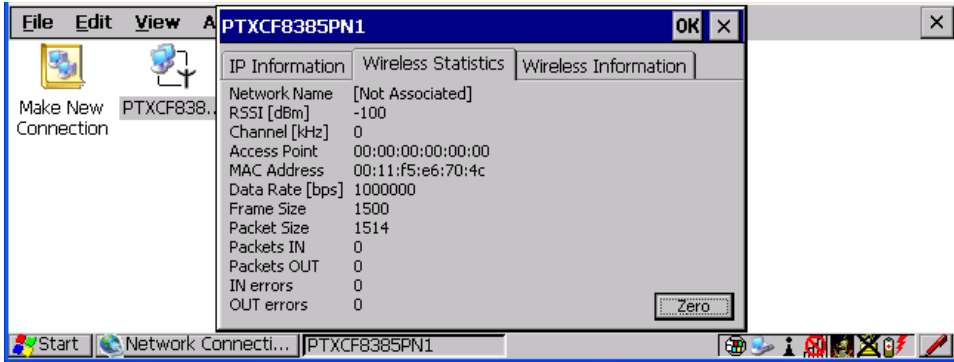 File Edit View A
PTXCF8385PN1 OK ×
IP Information Wireless Statistics Wireless Information
Make New Connection
PTXCF838...
Network Name [Not Associated]
RSSI [dBm] -100
Channel [kHz] 0
Access Point 00:00:00:00:00:00
MAC Address 00:11:f5:e6:70:4c
Data Rate [bps] 1000000
Frame Size 1500
Packet Size 1514
Packets IN 0
Packets OUT 0
IN errors 0
OUT errors 0
Zero
Start Network Connecti... PTXCF8385PN1